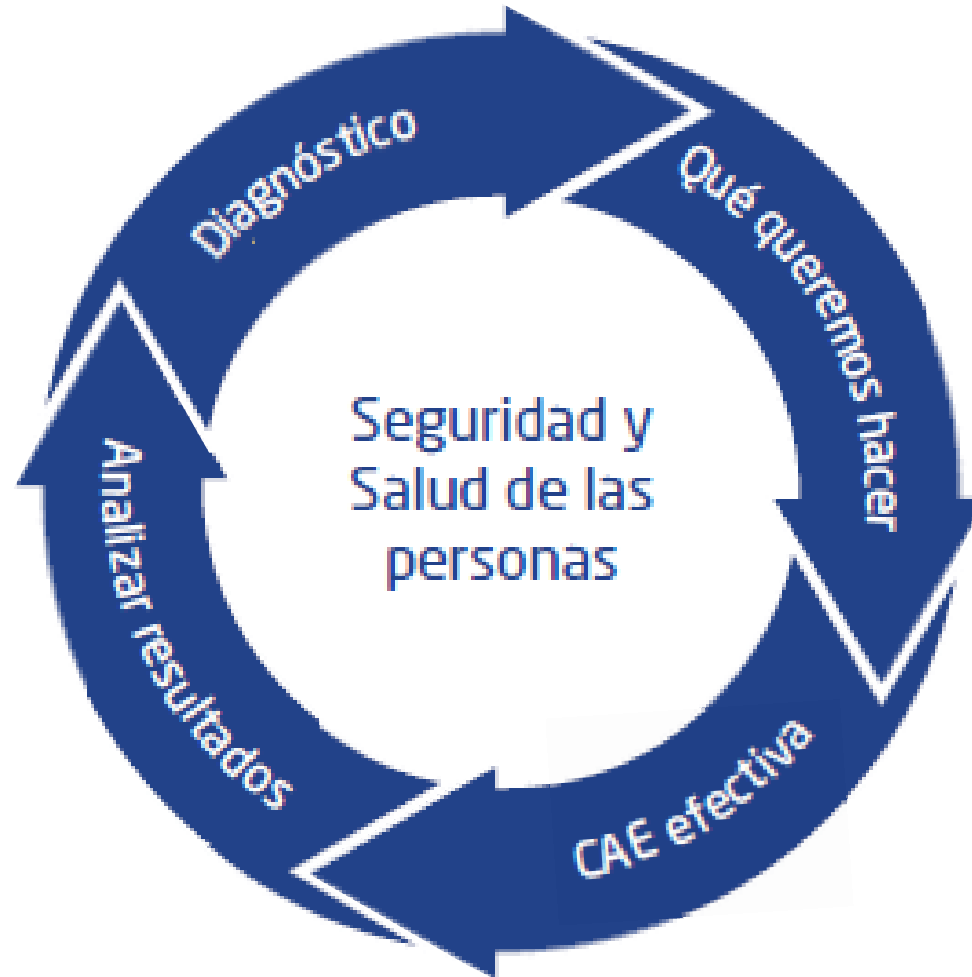 Diagnóstico
Qué queremos hacer
CAE efectiva
Analizar resultados
Seguridad y
Salud de las
personas